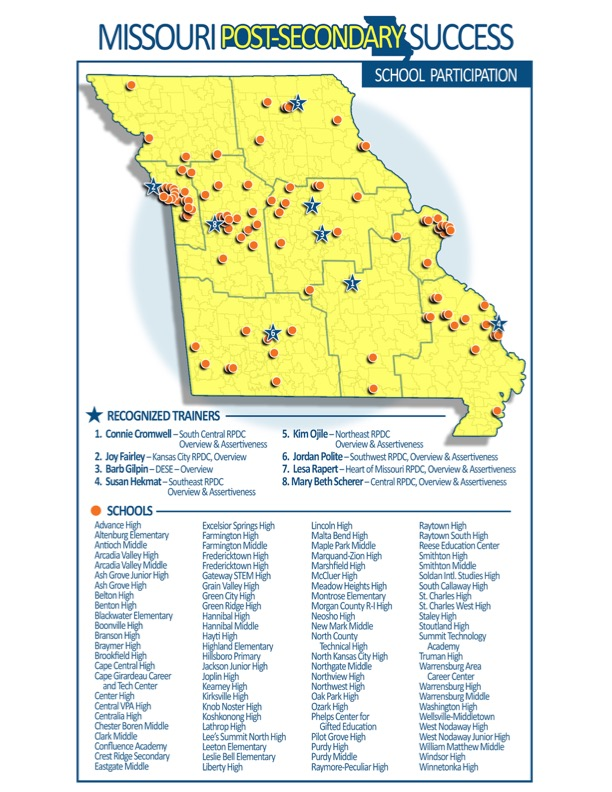 MISSOURI POST-SECONDARY SUCCESS
SCHOOL PARTICIPATION
5
2
7
8
3
1
4
6
RECOGNIZED TRAINERS
1. Connie Cromwell – South Central RPDC
Overview & Assertiveness
2. Joy Fairley – Kansas City RPDC, Overview
3. Barb Gilpin – DESE – Overview
4. Susan Hekmat – Southeast RPDC
Overview & Assertiveness
5. Kim Ojile – Northeast RPDC
Overview & Assertiveness
6. Jordan Polite – Southwest RPDC, Overview & Assertiveness
7. Lesa Rapert – Heart of Missouri RPDC, Overview & Assertiveness
8. Mary Beth Scherer – Central RPDC, Overview & Assertiveness
SCHOOLS
Advance High
Altenburg Elementary
Antioch Middle
Arcadia Valley High
Arcadia Valley Middle
Ash Grove Junior High
Ash Grove High
Belton High
Benton High
Blackwater Elementary
Boonville High
Branson High
Braymer High
Brookfield High
Cape Central High
Cape Girardeau Career
and Tech Center
Center High
Central VPA High
Centralia High
Chester Boren Middle
Clark Middle
Confluence Academy
Crest Ridge Secondary
Eastgate Middle
Excelsior Springs High
Farmington High
Farmington Middle
Fredericktown High
Fredericktown High
Gateway STEM High
Grain Valley High
Green City High
Green Ridge High
Hannibal High
Hannibal Middle
Hayti High
Highland Elementary
Hillsboro Primary
Jackson Junior High
Joplin High
Kearney High
Kirksville High
Knob Noster High
Koshkonong High
Lathrop High
Lee's Summit North High
Leeton Elementary
Leslie Bell Elementary
Liberty High
Lincoln High
Malta Bend High
Maple Park Middle
Marquand-Zion High
Marshfield High
McCluer High
Meadow Heights High
Montrose Elementary
Morgan County R-I High
Neosho High
New Mark Middle
North County
Technical High
North Kansas City High
Northgate Middle
Northview High
Northwest High
Oak Park High
Ozark High
Phelps Center for
Gifted Education
Pilot Grove High
Purdy High
Purdy Middle
Raymore-Peculiar High
Raytown High
Raytown South High
Reese Education Center
Smithton High
Smithton Middle
Soldan Intl. Studies High
South Callaway High
St. Charles High
St. Charles West High
Staley High
Stoutland High
Summit Technology
Academy
Truman High
Warrensburg Area
Career Center
Warrensburg High
Warrensburg Middle
Washington High
Wellsville-Middletown
West Nodaway High
West Nodaway Junior High
William Matthew Middle
Windsor High
Winnetonka High